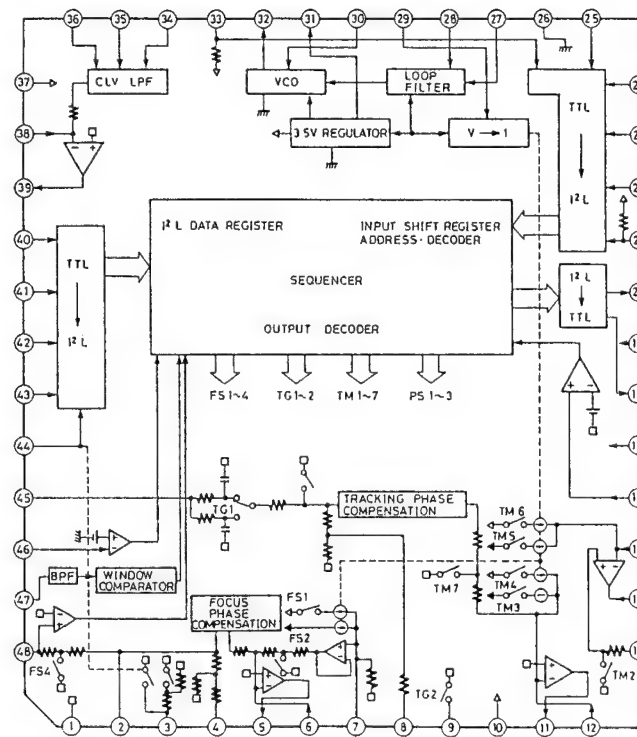 36 35 34 33 32 31 30 29 28 27 26 25
37
CLV LPF
VCO
LOOP
FILTER
TTL
I²L
38
3.5V REGULATOR
V → I
39
I²L DATA REGISTER
INPUT SHIFT REGISTER
ADDRESS·DECODER
SEQUENCER
OUTPUT DECODER
40
TTL
I²L
41
42
43
I²L
TTL
FS1~4
TG1~2
TM1~7
PS1~3
44
45
TG1
TRACKING PHASE
COMPENSATION
TM6
TM5
46
47
BPF
WINDOW
COMPARATOR
TM7
TM4
TM3
FOCUS
PHASE
COMPENSATION
FS1
FS2
48
FS4
TG2
TM2
1 2 3 4 5 6 7 8 9 10 11 12